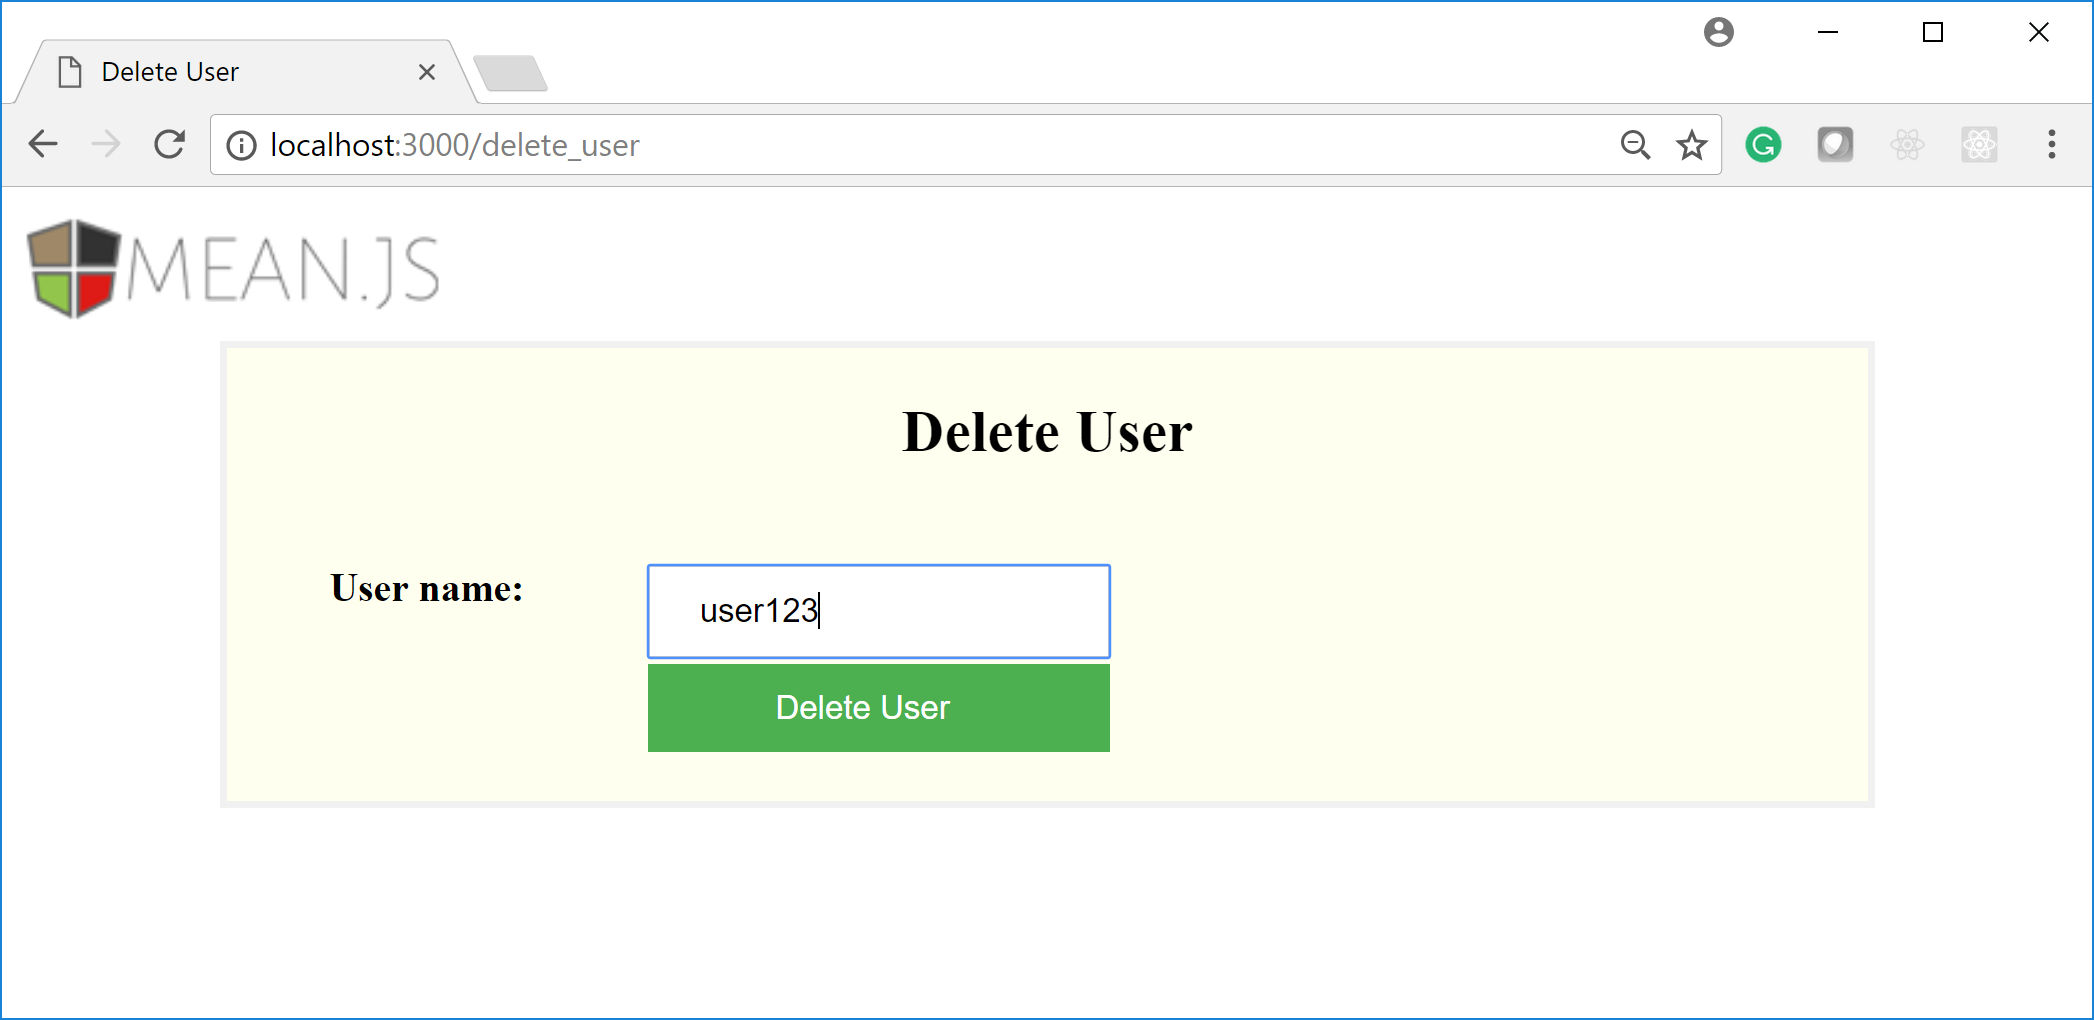 Delete User
localhost:3000/delete_user
MEAN.JS
Delete User
User name:
user123
Delete User